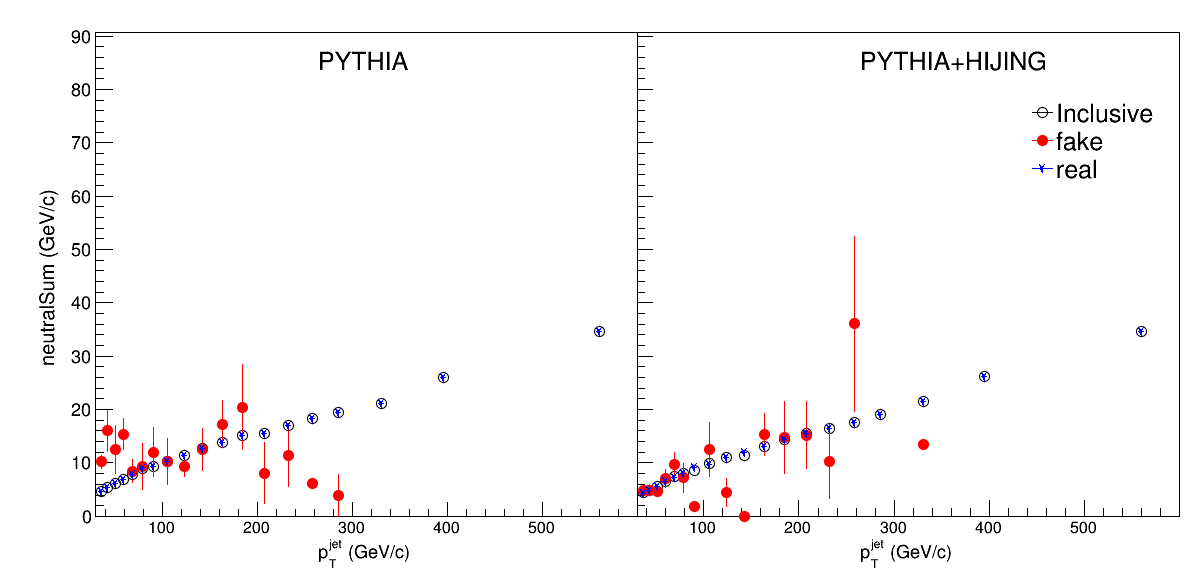 PYTHIA
PYTHIA+HIJING
Inclusive
fake
real
neutralSum (GeV/c)
90
80
70
60
50
40
30
20
10
0
100 200 300 400 500
100 200 300 400 500
p_T^jet (GeV/c)
p_T^jet (GeV/c)